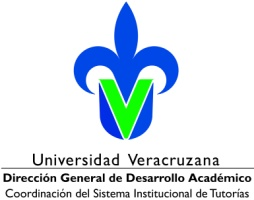 Universidad Veracruzana
Dirección General de Desarrollo Académico
Coordinación del Sistema Institucional de Tutorías